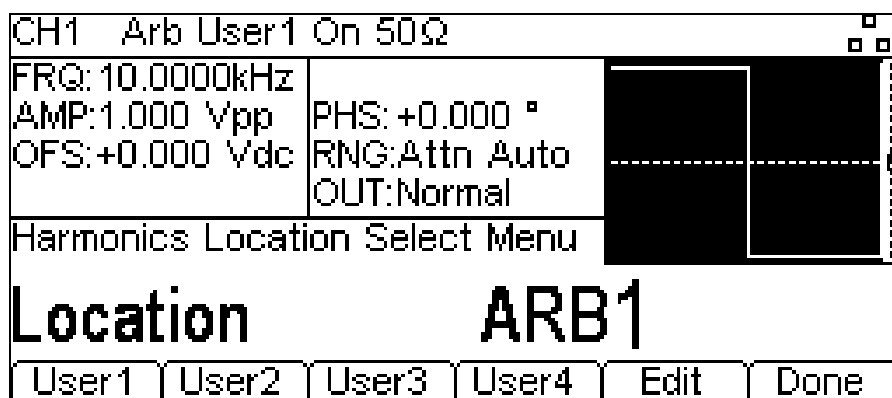 CH1 Arb User1 On 50Ω
FRQ:10.0000kHz
AMP:1.000 Vpp
OFS:+0.000 Vdc
PHS:+0.000 °
RNG:Attn Auto
OUT:Normal
Harmonics Location Select Menu
Location ARB1
User1 User2 User3 User4 Edit Done